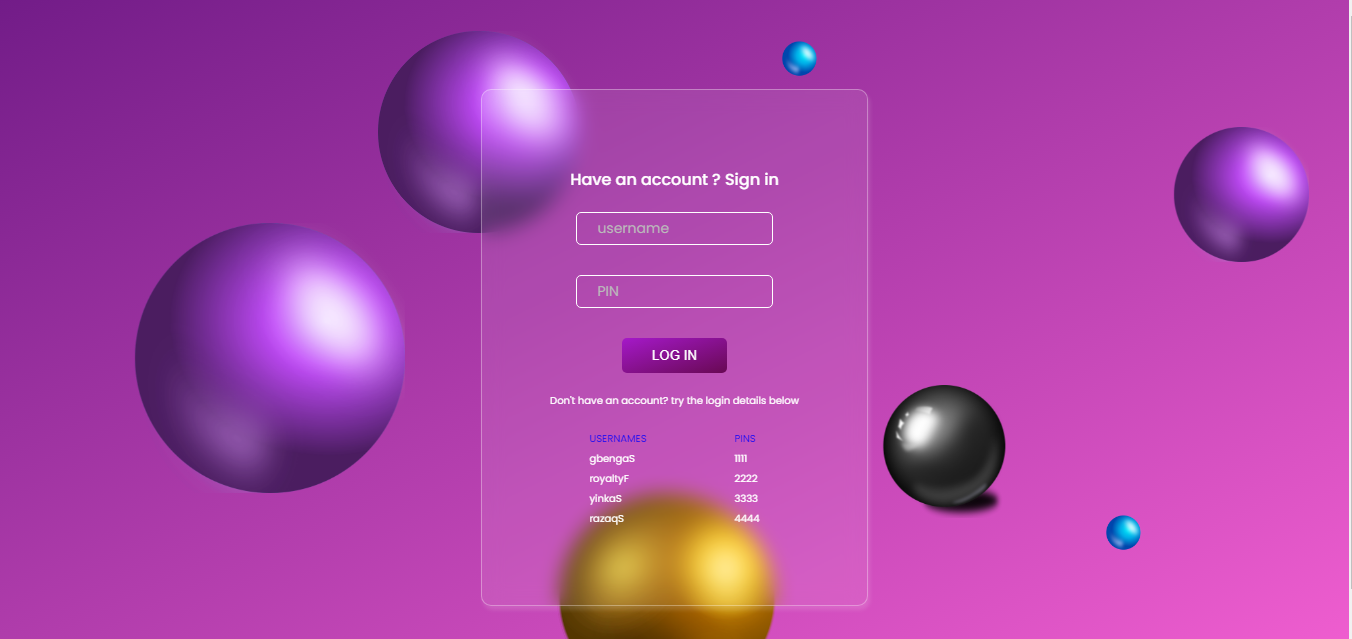 Have an account ? Sign in
username
PIN
LOG IN
Don't have an account? try the login details below
USERNAMES PINS
gbengaS 1111
royaltyF 2222
yinkaS 3333
razaqS 4444